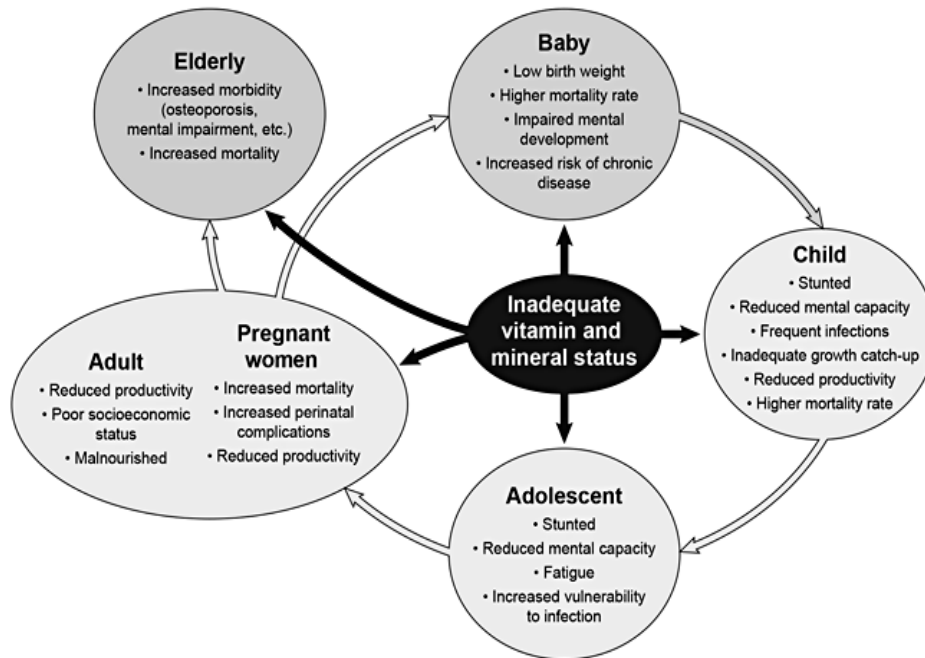 Elderly
• Increased morbidity
(osteoporosis,
mental impairment, etc.)
• Increased mortality
Baby
• Low birth weight
• Higher mortality rate
• Impaired mental
development
• Increased risk of chronic
disease
Child
• Stunted
• Reduced mental capacity
• Frequent infections
• Inadequate growth catch-up
• Reduced productivity
• Higher mortality rate
Inadequate
vitamin and
mineral status
Adult
• Reduced productivity
• Poor socioeconomic
status
• Malnourished
Pregnant
women
• Increased mortality
• Increased perinatal
complications
• Reduced productivity
Adolescent
• Stunted
• Reduced mental capacity
• Fatigue
• Increased vulnerability
to infection